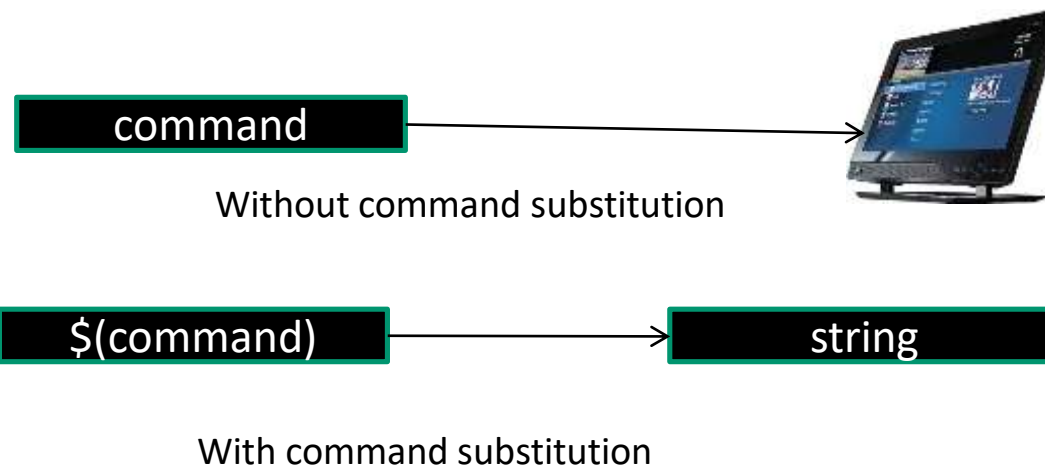 command
Without command substitution
$(command)
string
With command substitution